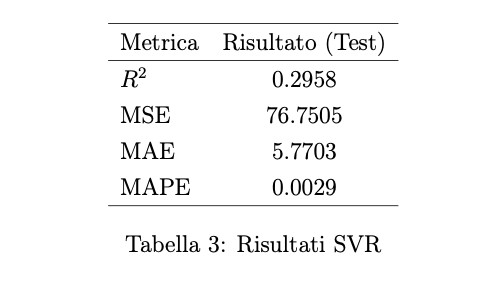 Metrica Risultato (Test)
R² 0.2958
MSE 76.7505
MAE 5.7703
MAPE 0.0029
Tabella 3: Risultati SVR